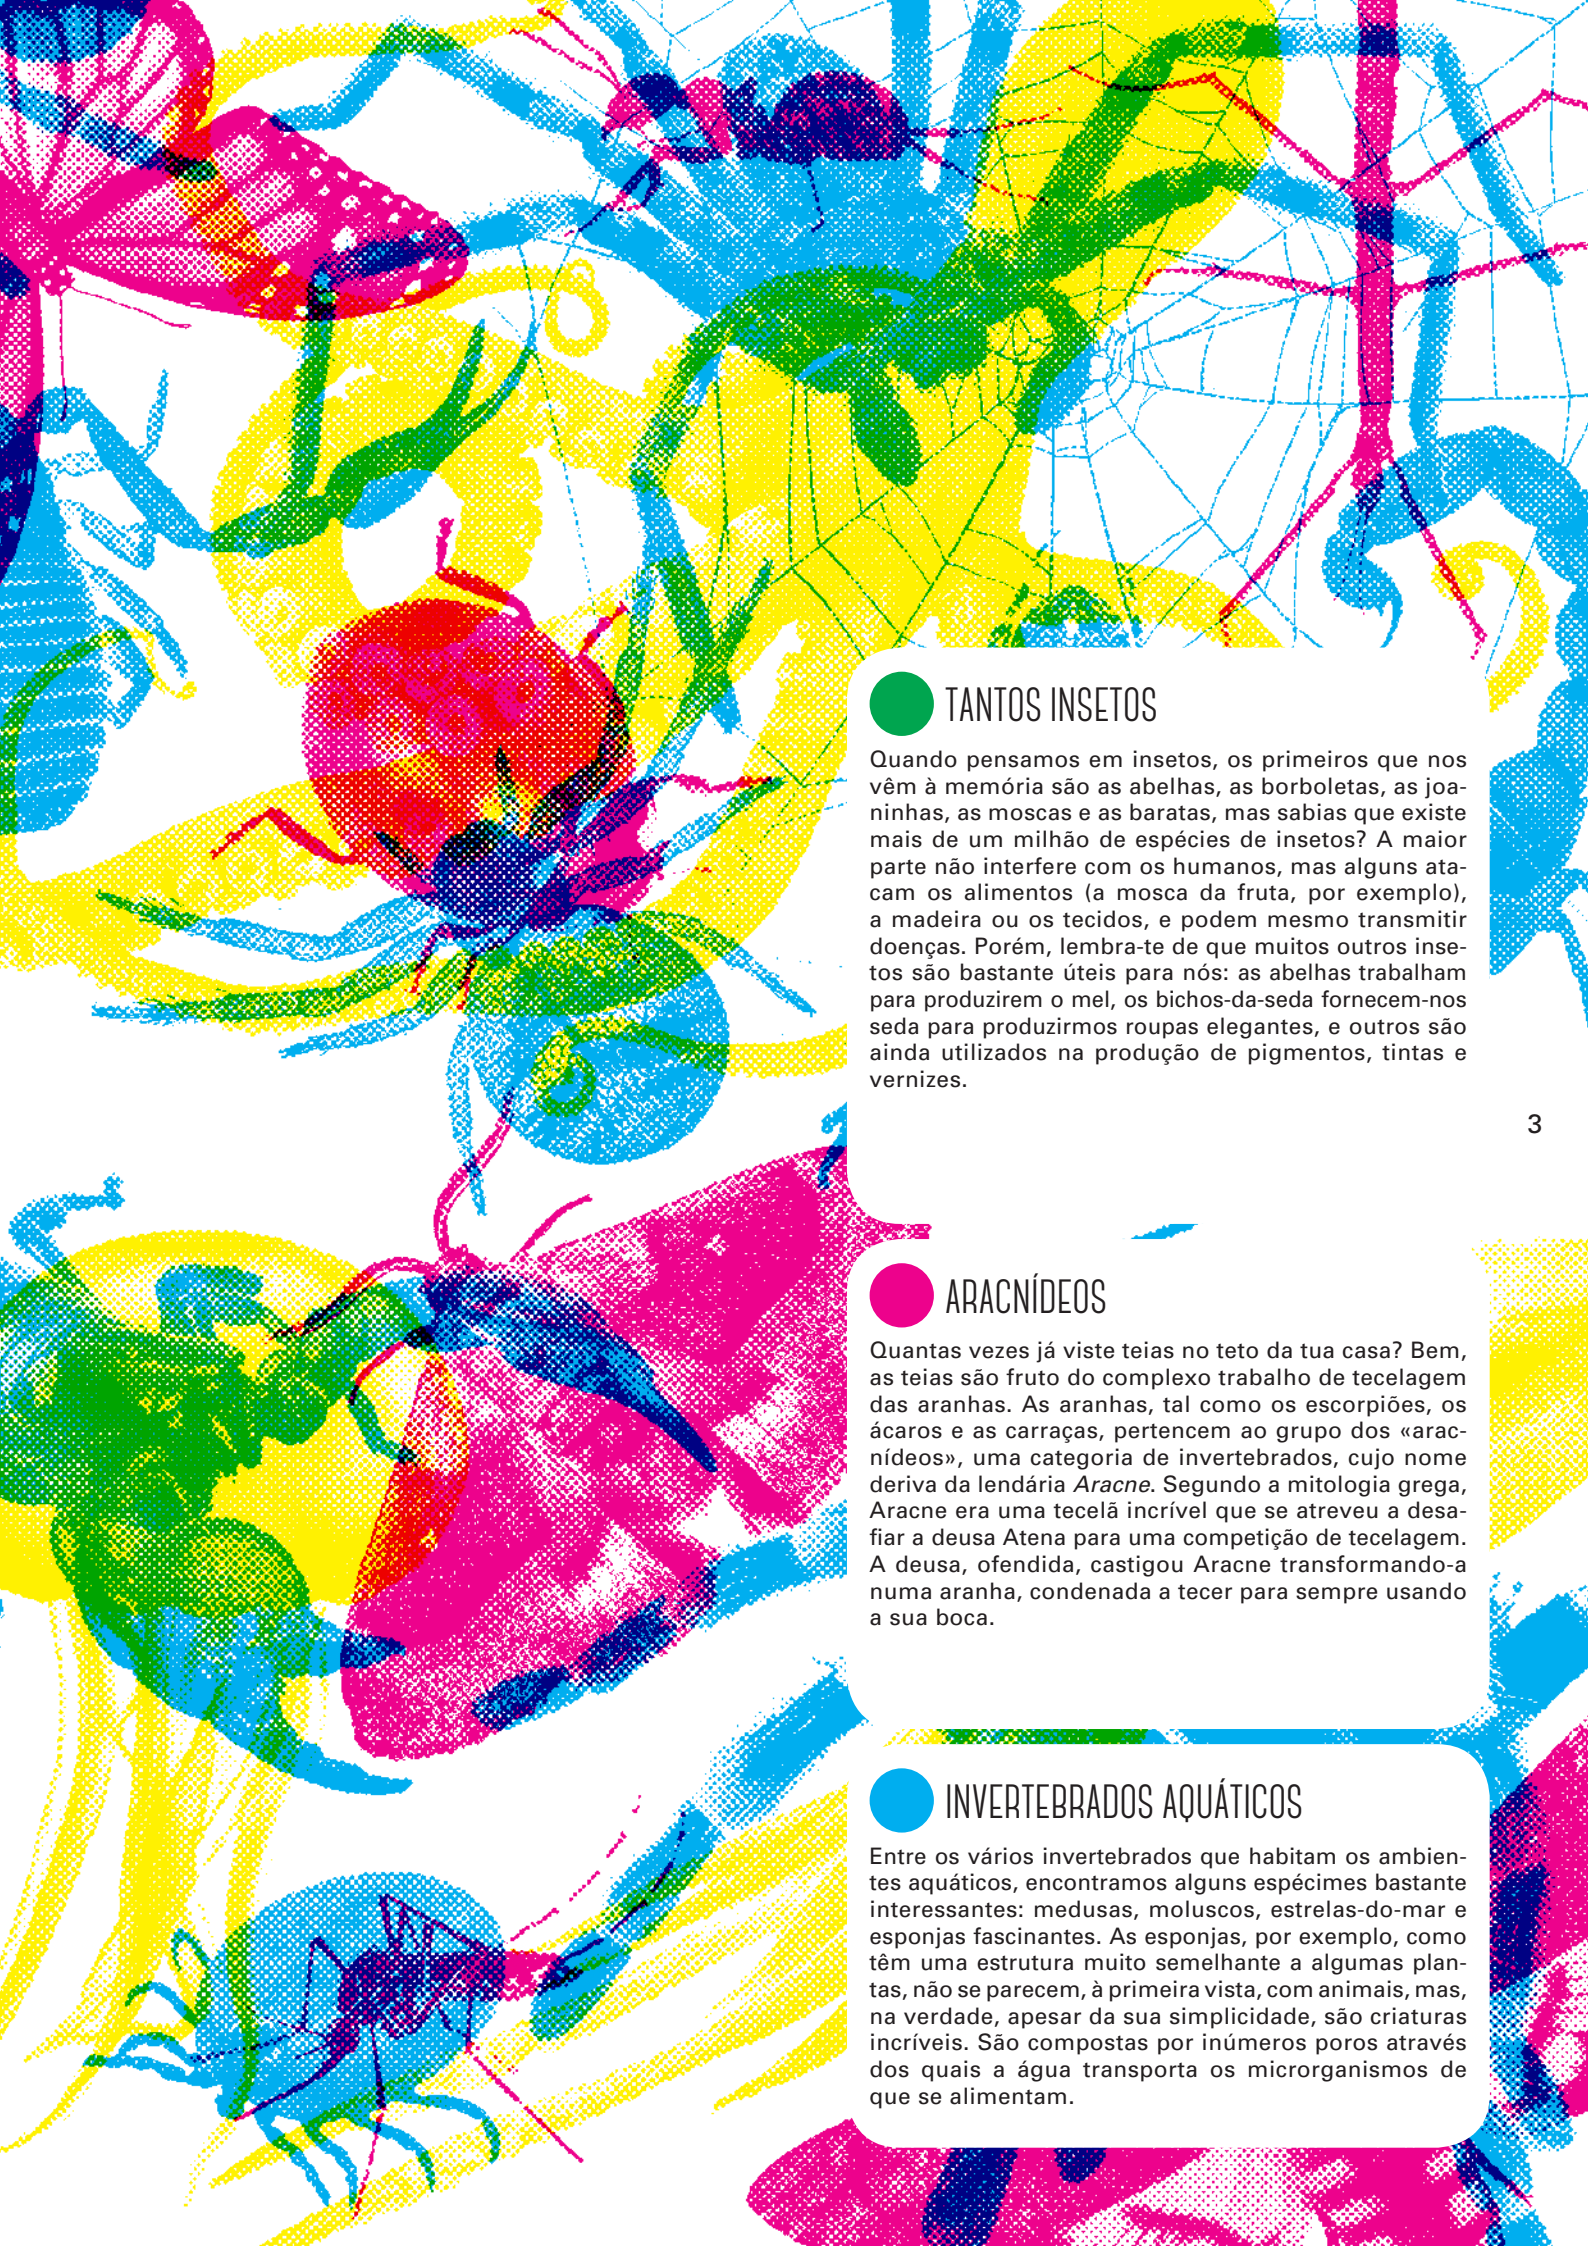 TANTOS INSETOS
Quando pensamos em insetos, os primeiros que nos
vêm à memória são as abelhas, as borboletas, as joa-
ninhas, as moscas e as baratas, mas sabias que existe
mais de um milhão de espécies de insetos? A maior
parte não interfere com os humanos, mas alguns ata-
cam os alimentos (a mosca da fruta, por exemplo),
a madeira ou os tecidos, e podem mesmo transmitir
doenças. Porém, lembra-te de que muitos outros inse-
tos são bastante úteis para nós: as abelhas trabalham
para produzirem o mel, os bichos-da-seda fornecem-nos
seda para produzirmos roupas elegantes, e outros são
ainda utilizados na produção de pigmentos, tintas e
vernizes.
3
ARACNÍDEOS
Quantas vezes já viste teias no teto da tua casa? Bem,
as teias são fruto do complexo trabalho de tecelagem
das aranhas. As aranhas, tal como os escorpiões, os
ácaros e as carraças, pertencem ao grupo dos «arac-
nídeos», uma categoria de invertebrados, cujo nome
deriva da lendária Aracne. Segundo a mitologia grega,
Aracne era uma tecelã incrível que se atreveu a desa-
fiar a deusa Atena para uma competição de tecelagem.
A deusa, ofendida, castigou Aracne transformando-a
numa aranha, condenada a tecer para sempre usando
a sua boca.
INVERTEBRADOS AQUÁTICOS
Entre os vários invertebrados que habitam os ambien-
tes aquáticos, encontramos alguns espécimes bastante
interessantes: medusas, moluscos, estrelas-do-mar e
esponjas fascinantes. As esponjas, por exemplo, como
têm uma estrutura muito semelhante a algumas plan-
tas, não se parecem, à primeira vista, com animais, mas,
na verdade, apesar da sua simplicidade, são criaturas
incríveis. São compostas por inúmeros poros através
dos quais a água transporta os microrganismos de
que se alimentam.